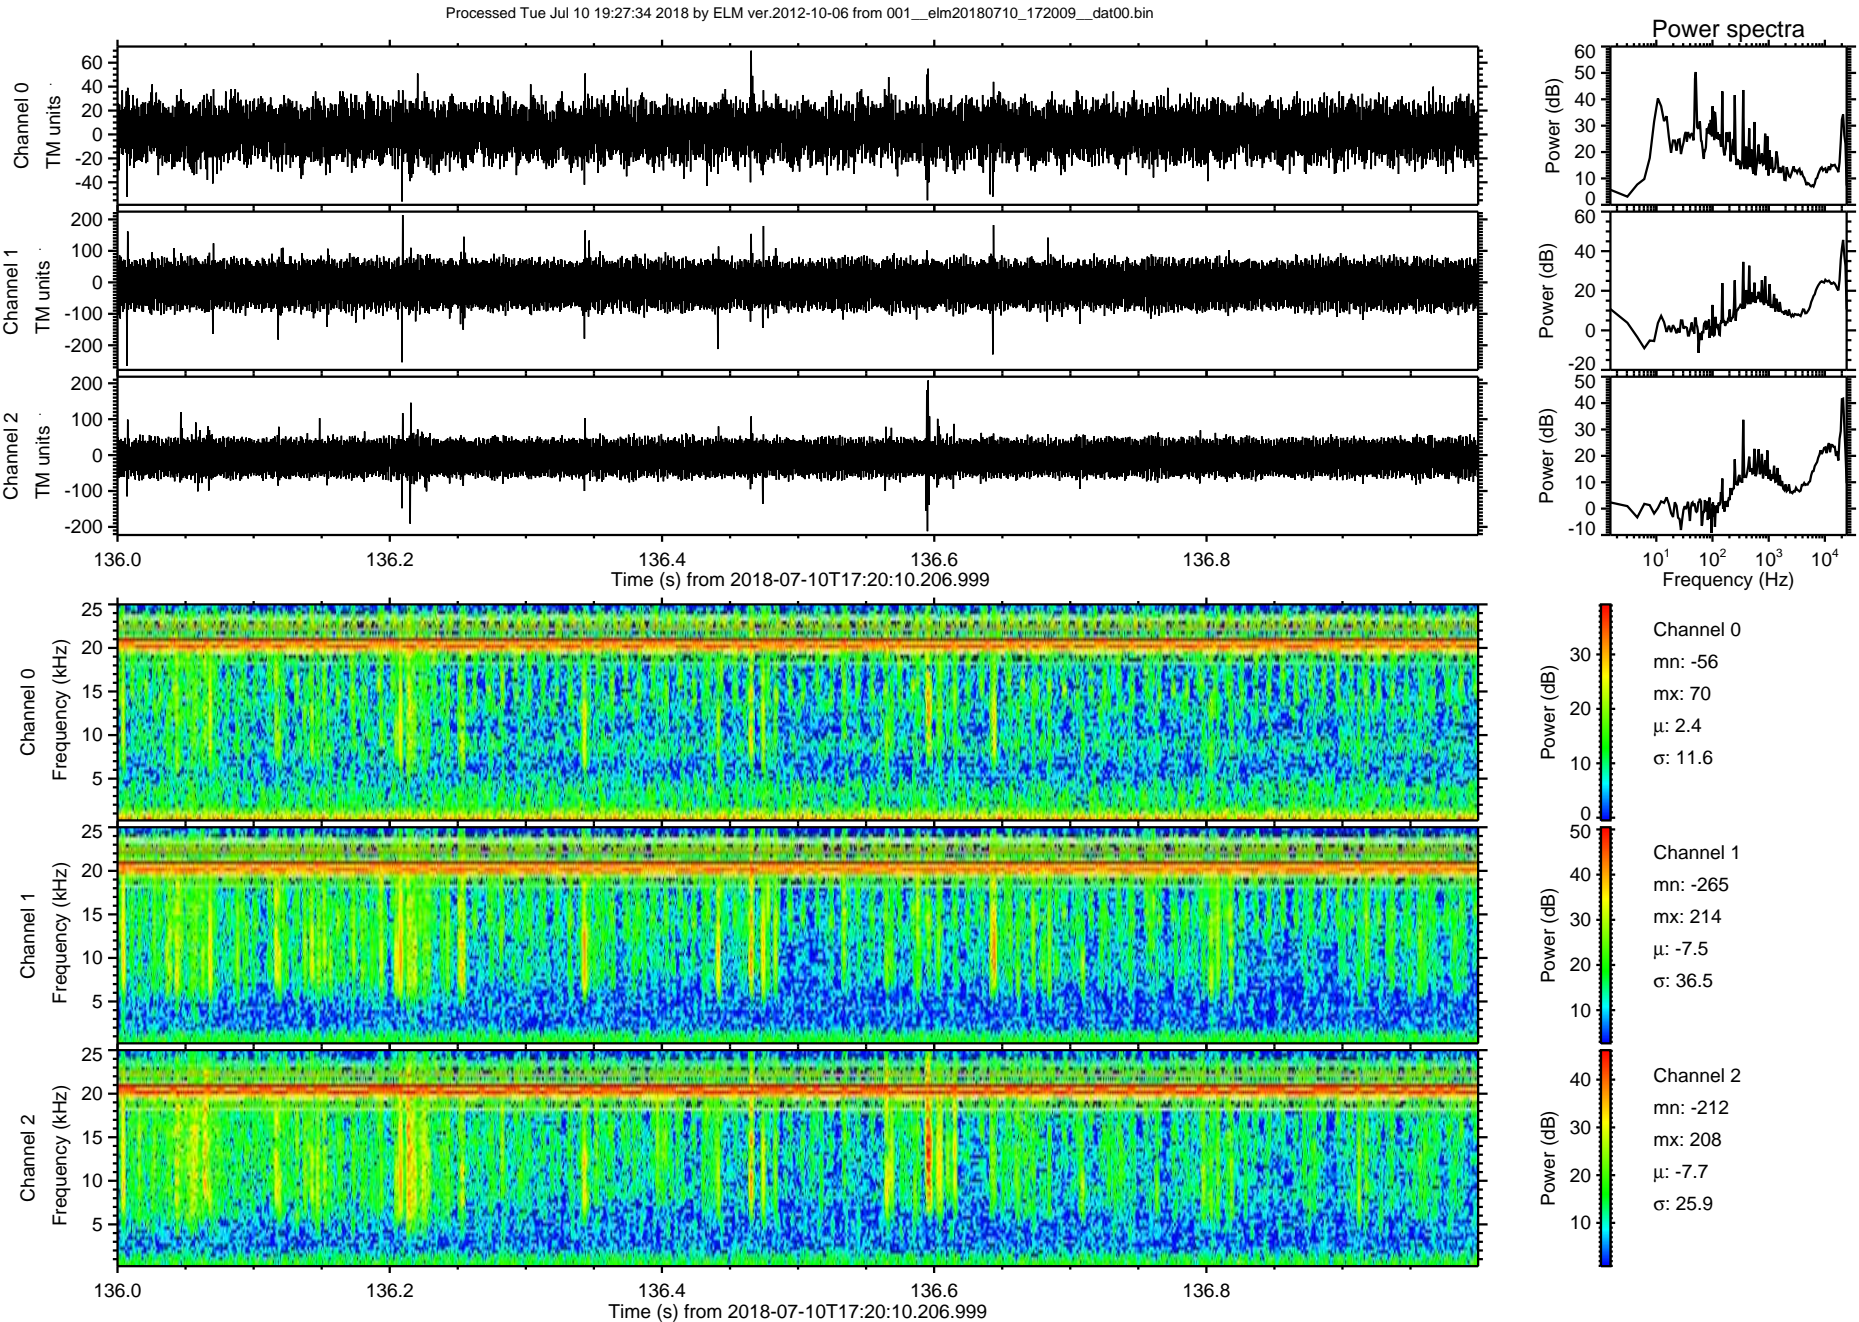 Processed Tue Jul 10 19:27:34 2018 by ELM ver.2012-10-06 from 001__elm20180710_172009__dat00.bin
Power spectra
Channel 0
TM units
60
40
20
0
-20
-40
Power (dB)
60
50
40
30
20
10
0
Channel 1
TM units
200
100
0
-100
-200
Power (dB)
60
40
20
0
-20
Channel 2
TM units
200
100
0
-100
-200
Power (dB)
50
40
30
20
10
0
-10
136.0 136.2 136.4 136.6 136.8
Time (s) from 2018-07-10T17:20:10.206.999
10^1 10^2 10^3 10^4
Frequency (Hz)
Channel 0
Frequency (kHz)
25
20
15
10
5
Power (dB)
30
20
10
0
Channel 0
mn: -56
mx: 70
μ: 2.4
σ: 11.6
Channel 1
Frequency (kHz)
25
20
15
10
5
Power (dB)
50
40
30
20
10
Channel 1
mn: -265
mx: 214
μ: -7.5
σ: 36.5
Channel 2
Frequency (kHz)
25
20
15
10
5
Power (dB)
40
30
20
10
Channel 2
mn: -212
mx: 208
μ: -7.7
σ: 25.9
136.0 136.2 136.4 136.6 136.8
Time (s) from 2018-07-10T17:20:10.206.999